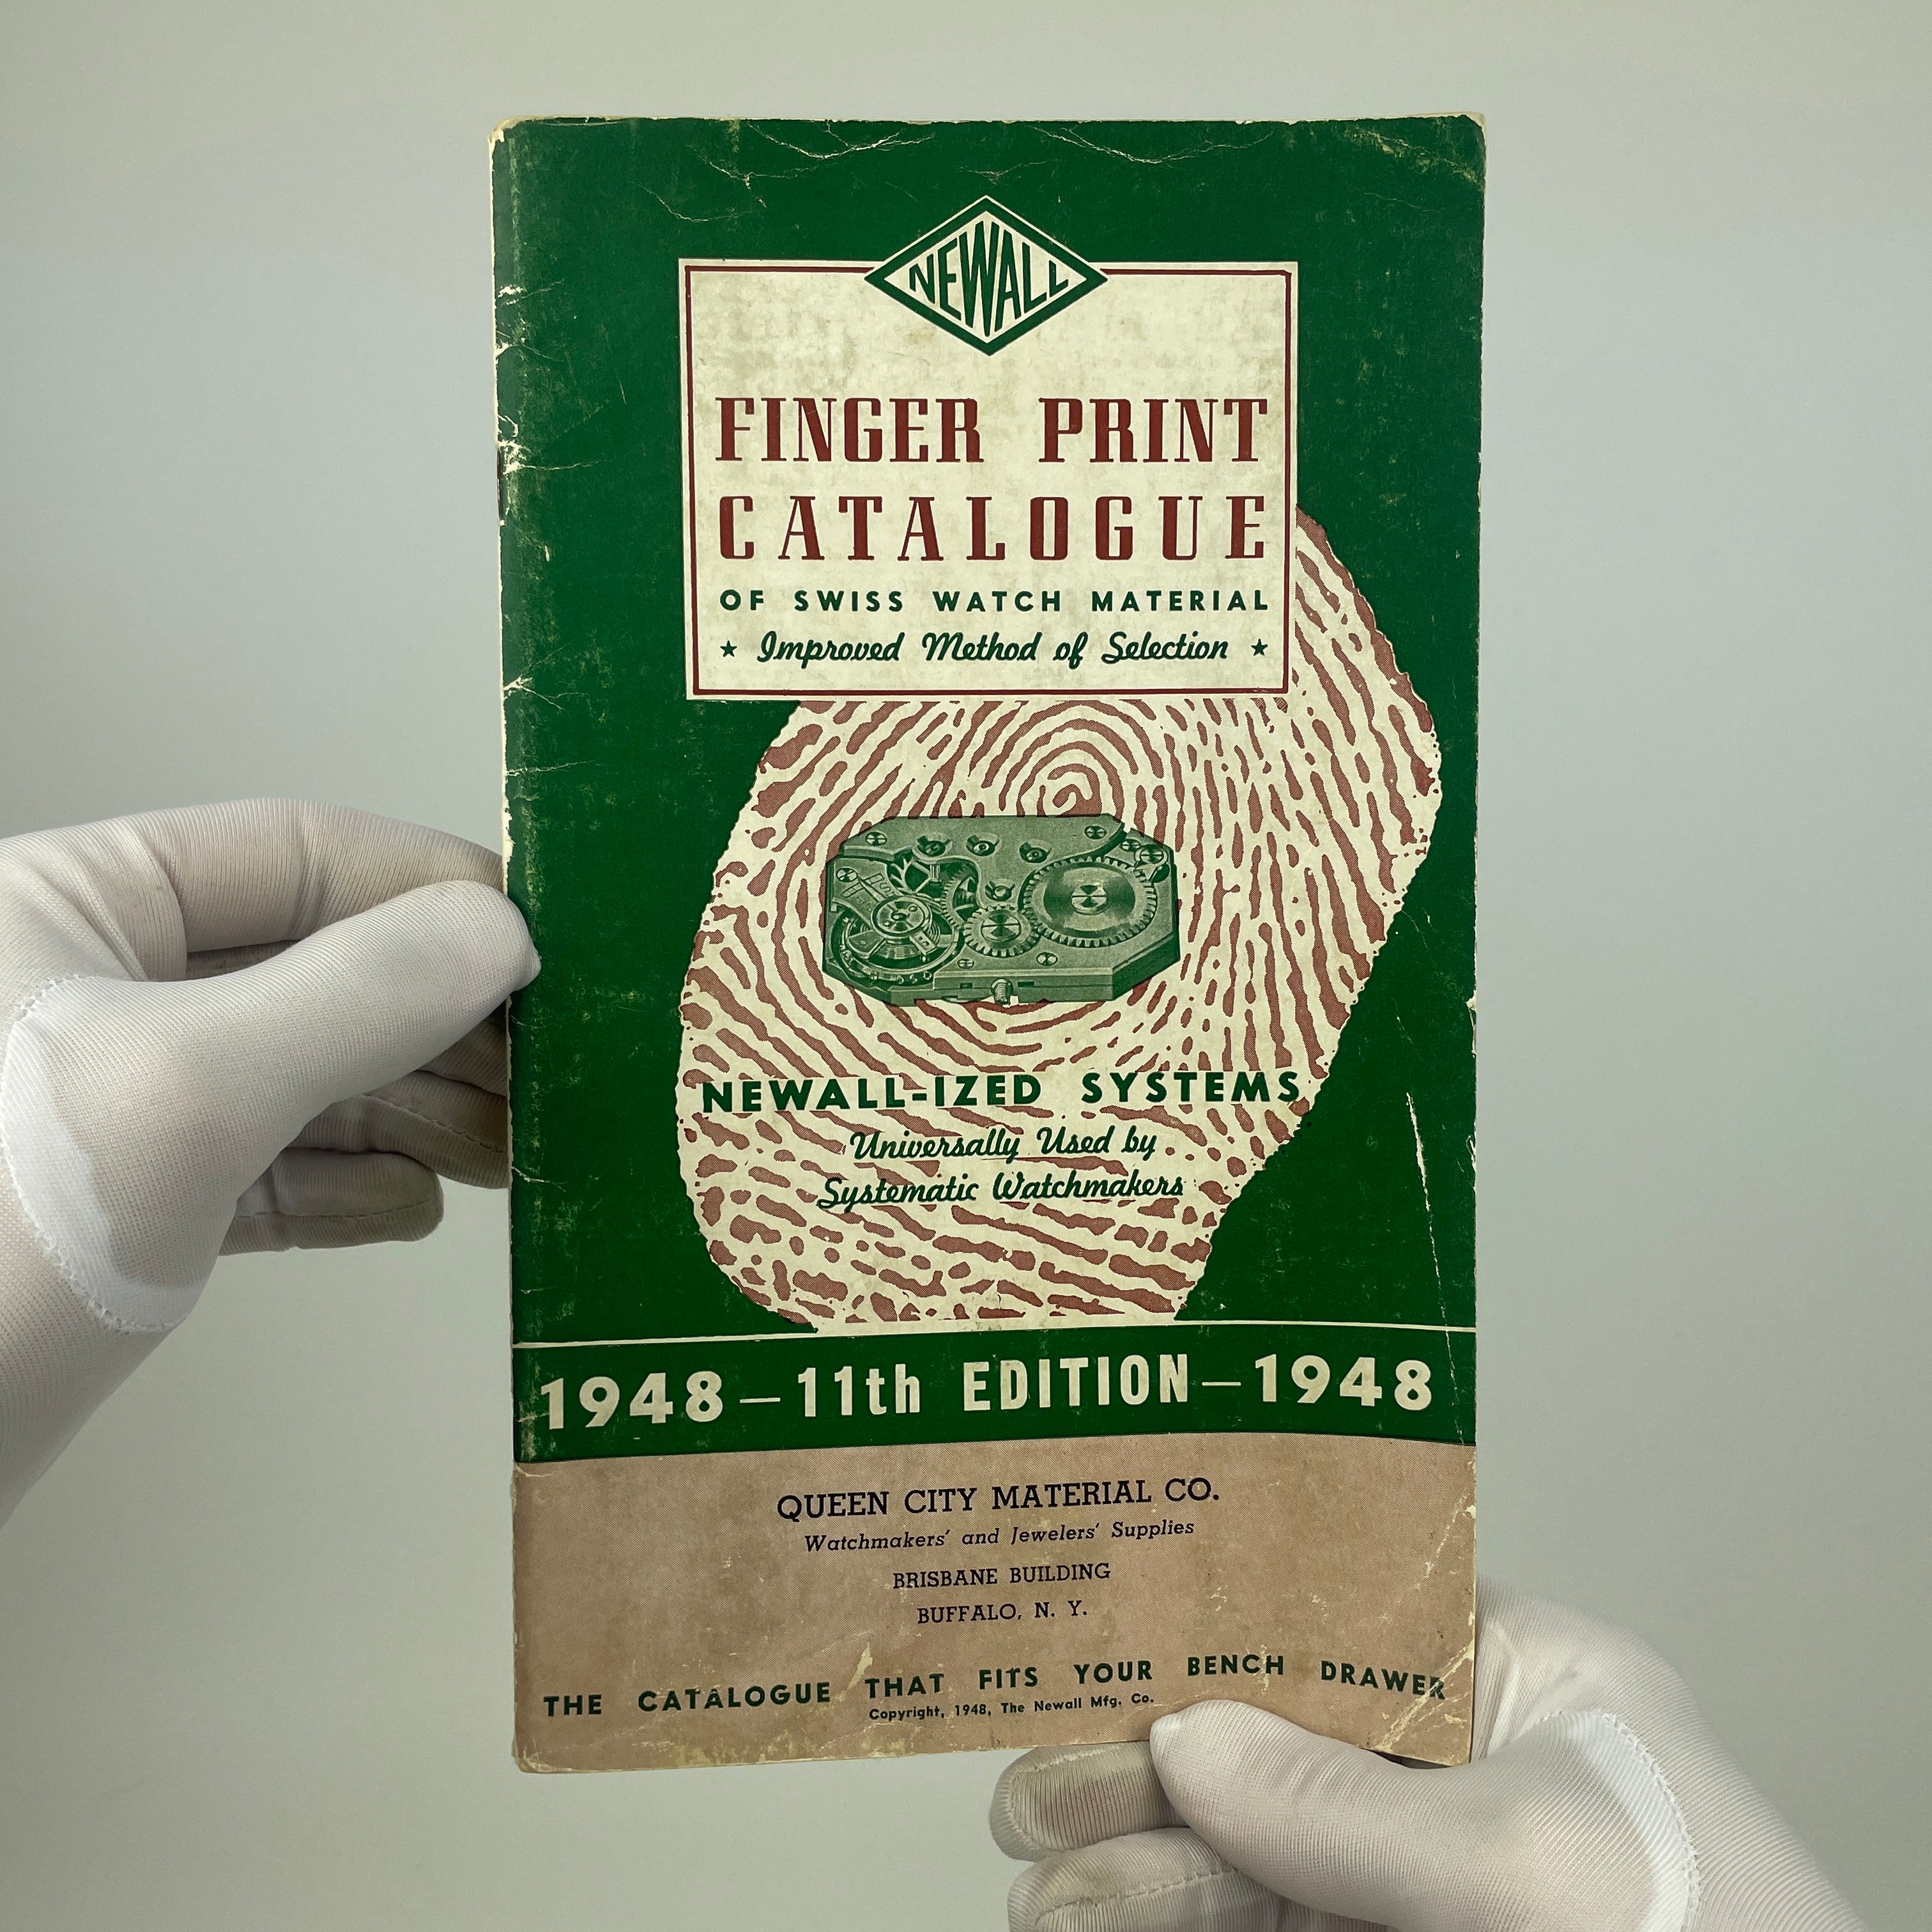 NEWALL
FINGER PRINT
CATALOGUE
OF SWISS WATCH MATERIAL
★ Improved Method of Selection ★
NEWALL-IZED SYSTEMS
Universally Used by
Systematic Watchmakers
1948—11th EDITION—1948
QUEEN CITY MATERIAL CO.
Watchmakers' and Jewelers' Supplies
BRISBANE BUILDING
BUFFALO, N. Y.
THE CATALOGUE THAT FITS YOUR BENCH DRAWER
Copyright, 1948, The Newall Mfg. Co.